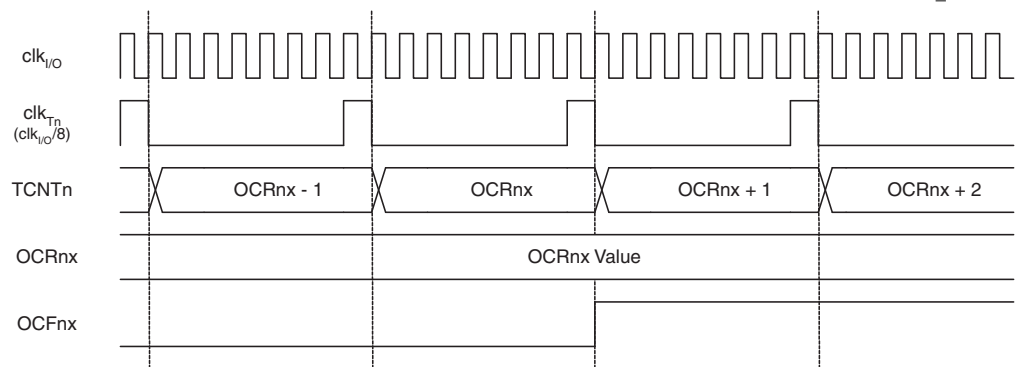 clkI/O
clkTn
(clkI/O/8)
TCNTn OCRnx - 1 OCRnx OCRnx + 1 OCRnx + 2
OCRnx OCRnx Value
OCFnx